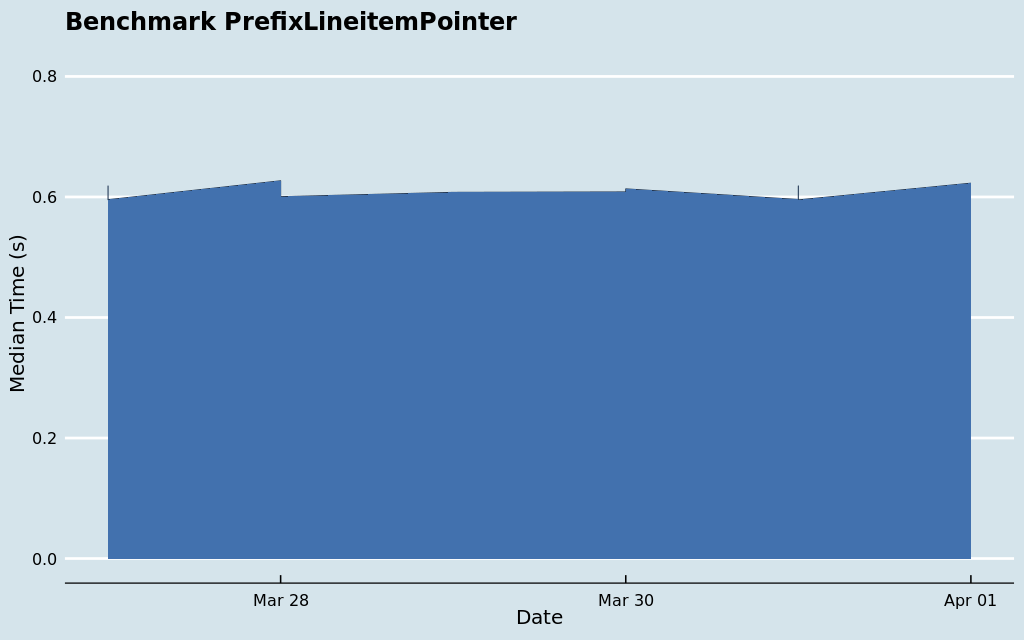 Benchmark PrefixLineitemPointer
0.8
0.6
0.4
0.2
0.0
Median Time (s)
Mar 28
Mar 30
Apr 01
Date